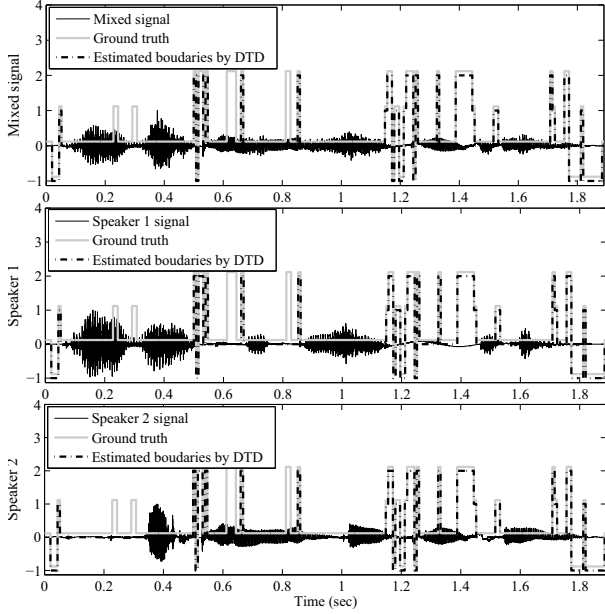 Mixed signal
Ground truth
Estimated boudaries by DTD
Mixed signal
4
3
2
1
0
−1
0 0.2 0.4 0.6 0.8 1 1.2 1.4 1.6 1.8
Speaker 1 signal
Ground truth
Estimated boudaries by DTD
Speaker 1
4
3
2
1
0
−1
0 0.2 0.4 0.6 0.8 1 1.2 1.4 1.6 1.8
Speaker 2 signal
Ground truth
Estimated boudaries by DTD
Speaker 2
4
3
2
1
0
−1
0 0.2 0.4 0.6 0.8 1 1.2 1.4 1.6 1.8
Time (sec)